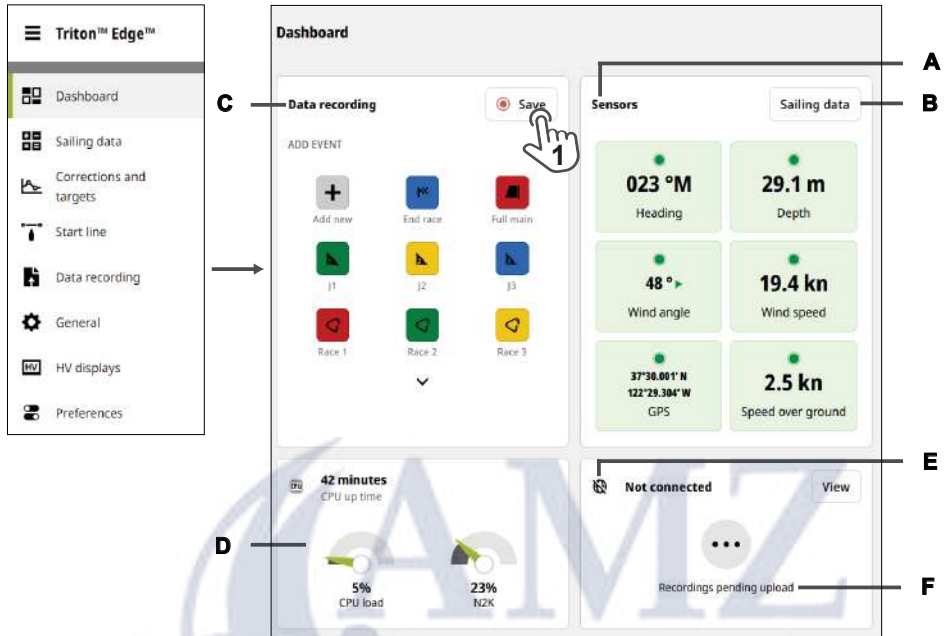 Triton™ Edge™
Dashboard
Sailing data
Corrections and
targets
Start line
Data recording
General
HV
HV displays
Preferences
Dashboard
C
Data recording
Save
1
ADD EVENT
Add new
End race
Full main
J1
J2
J3
Race 1
Race 2
Race 3
A
Sensors
Sailing data
B
023 °M
Heading
29.1 m
Depth
48 °
Wind angle
19.4 kn
Wind speed
37°30.001' N
122°29.304' W
GPS
2.5 kn
Speed over ground
CPU
42 minutes
CPU up time
D
5%
CPU load
23%
N2K
E
Not connected
View
Recordings pending upload
F
AMZ